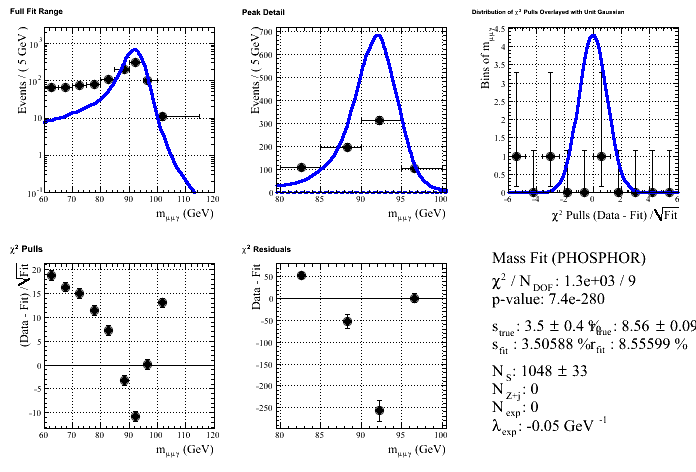 Full Fit Range
Peak Detail
Distribution of χ² Pulls Overlayed with Unit Gaussian
Events / ( 5 GeV )
10³
10²
10
1
10⁻¹
60 70 80 90 100 110 120
m_μμγ (GeV)
Events / ( 5 GeV )
700
600
500
400
300
200
100
0
80 85 90 95 100
m_μμγ (GeV)
Bins of m_μμγ
4.5
4
3.5
3
2.5
2
1.5
1
0.5
0
-6 -4 -2 0 2 4 6
χ² Pulls (Data - Fit) /√Fit
χ² Pulls
χ² Residuals
(Data - Fit) /√Fit
20
15
10
5
0
-5
-10
60 70 80 90 100 110 120
m_μμγ (GeV)
Data - Fit
50
0
-50
-100
-150
-200
-250
80 85 90 95 100
m_μμγ (GeV)
Mass Fit (PHOSPHOR)
χ² / N_DOF: 1.3e+03 / 9
p-value: 7.4e-280
s_true: 3.5 ± 0.4 % : 8.56 ± 0.09
s_fit: 3.50588 % r_fit: 8.55599 %
N_S: 1048 ± 33
N_Z+j: 0
N_exp: 0
λ_exp: -0.05 GeV⁻¹